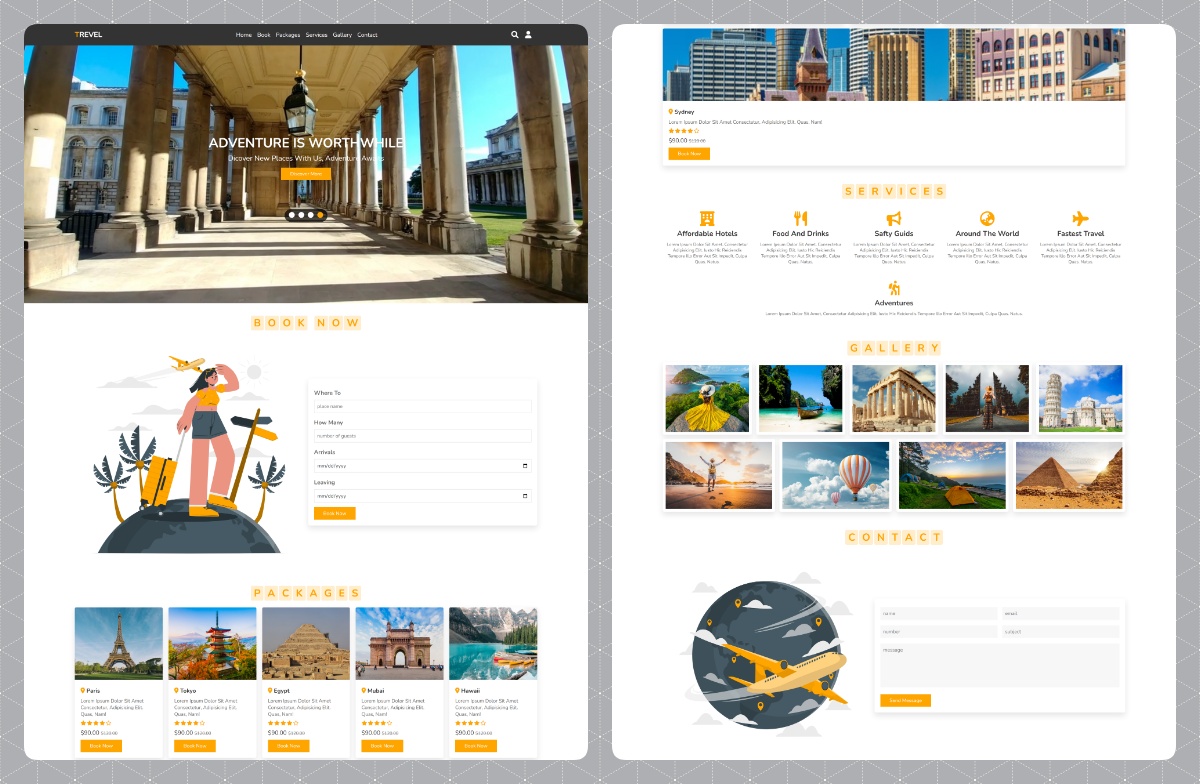 TREVEL
Home Book Packages Services Gallery Contact
ADVENTURE IS WORTHWHILE
Dicover New Places With Us, Adventure Awaits
Discover More
BOOK NOW
Where To
place name
How Many
number of guests
Arrivals
mm/dd/yyyy
Leaving
mm/dd/yyyy
Book Now
PACKAGES
Paris
Lorem Ipsum Dolor Sit Amet
Consectetur, Adipisicing Elit.
Quas, Nam!
$90.00 $120.00
Book Now
Tokyo
Lorem Ipsum Dolor Sit Amet
Consectetur, Adipisicing Elit.
Quas, Nam!
$90.00 $120.00
Book Now
Egypt
Lorem Ipsum Dolor Sit Amet
Consectetur, Adipisicing Elit.
Quas, Nam!
$90.00 $120.00
Book Now
Mubai
Lorem Ipsum Dolor Sit Amet
Consectetur, Adipisicing Elit.
Quas, Nam!
$90.00 $120.00
Book Now
Hawaii
Lorem Ipsum Dolor Sit Amet
Consectetur, Adipisicing Elit.
Quas, Nam!
$90.00 $120.00
Book Now
Sydney
Lorem Ipsum Dolor Sit Amet Consectetur, Adipisicing Elit. Quas, Nam!
$90.00 $120.00
Book Now
SERVICES
Affordable Hotels
Lorem Ipsum Dolor Sit Amet, Consectetur
Adipisicing Elit. Iusto Hic Reiciendis
Tempore Illo Error Aut Sit Impedit, Culpa
Quas. Natus.
Food And Drinks
Lorem Ipsum Dolor Sit Amet, Consectetur
Adipisicing Elit. Iusto Hic Reiciendis
Tempore Illo Error Aut Sit Impedit, Culpa
Quas. Natus.
Safty Guids
Lorem Ipsum Dolor Sit Amet, Consectetur
Adipisicing Elit. Iusto Hic Reiciendis
Tempore Illo Error Aut Sit Impedit, Culpa
Quas. Natus.
Around The World
Lorem Ipsum Dolor Sit Amet, Consectetur
Adipisicing Elit. Iusto Hic Reiciendis
Tempore Illo Error Aut Sit Impedit, Culpa
Quas. Natus.
Fastest Travel
Lorem Ipsum Dolor Sit Amet, Consectetur
Adipisicing Elit. Iusto Hic Reiciendis
Tempore Illo Error Aut Sit Impedit, Culpa
Quas. Natus.
Adventures
Lorem Ipsum Dolor Sit Amet, Consectetur Adipisicing Elit. Iusto Hic Reiciendis Tempore Illo Error Aut Sit Impedit, Culpa Quas. Natus.
GALLERY
CONTACT
name
email
number
subject
message
Send Message